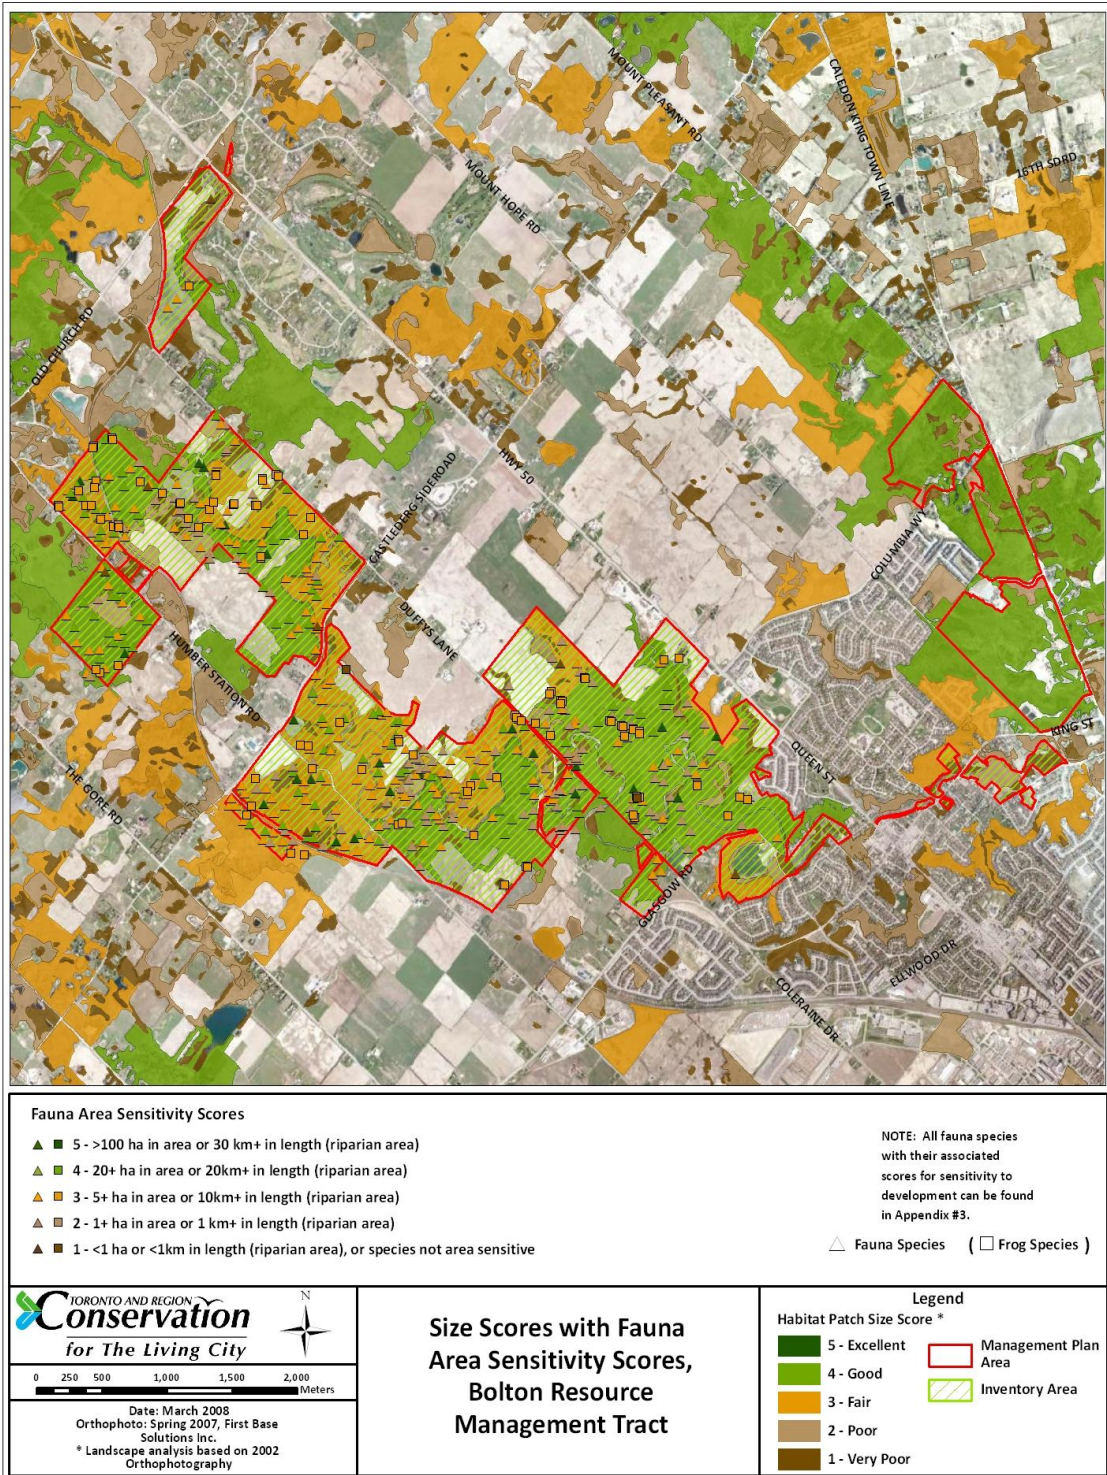 MOUNT PLEASANT RD
CALEDON KING TOWN LINE
16TH SDRD
MOUNT HOPE RD
OLD CHURCH RD
HWY 50
CASTLEDERG SIDEROAD
COLUMBIA WY
DUFFYS LANE
HUMBER STATION RD
KING ST
QUEEN ST
THE GORE RD
GLASGOW RD
ELLWOOD DR
COLERAINE DR
Fauna Area Sensitivity Scores
5 - >100 ha in area or 30 km+ in length (riparian area)
4 - 20+ ha in area or 20km+ in length (riparian area)
3 - 5+ ha in area or 10km+ in length (riparian area)
2 - 1+ ha in area or 1 km+ in length (riparian area)
1 - <1 ha or <1km in length (riparian area), or species not area sensitive
NOTE: All fauna species
with their associated
scores for sensitivity to
development can be found
in Appendix #3.
Fauna Species ( Frog Species )
TORONTO AND REGION
Conservation
for The Living City
N
0 250 500 1,000 1,500 2,000
Meters
Date: March 2008
Orthophoto: Spring 2007, First Base
Solutions Inc.
* Landscape analysis based on 2002
Orthophotography
Size Scores with Fauna
Area Sensitivity Scores,
Bolton Resource
Management Tract
Legend
Habitat Patch Size Score *
5 - Excellent
4 - Good
3 - Fair
2 - Poor
1 - Very Poor
Management Plan
Area
Inventory Area